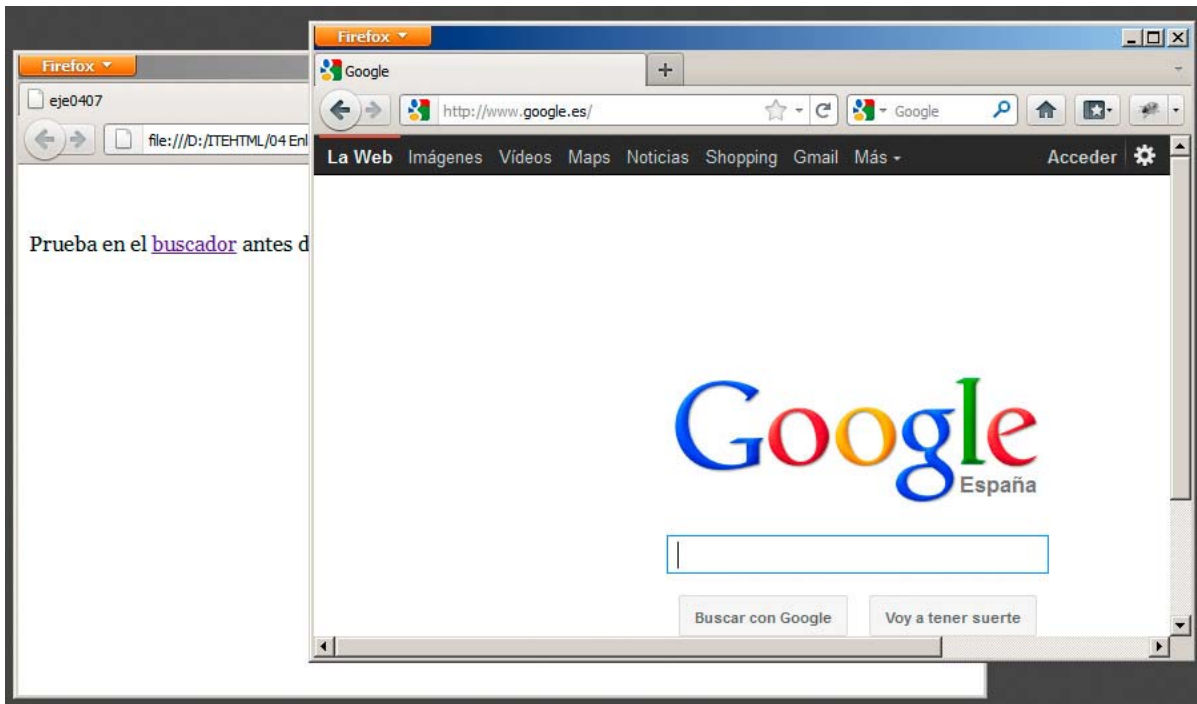 Firefox
eje0407
file:///D:/ITEHTML/04 Enl
Prueba en el buscador antes d
Firefox
Google
http://www.google.es/
Google
La Web Imágenes Vídeos Maps Noticias Shopping Gmail Más Acceder
Google
España
Buscar con Google Voy a tener suerte